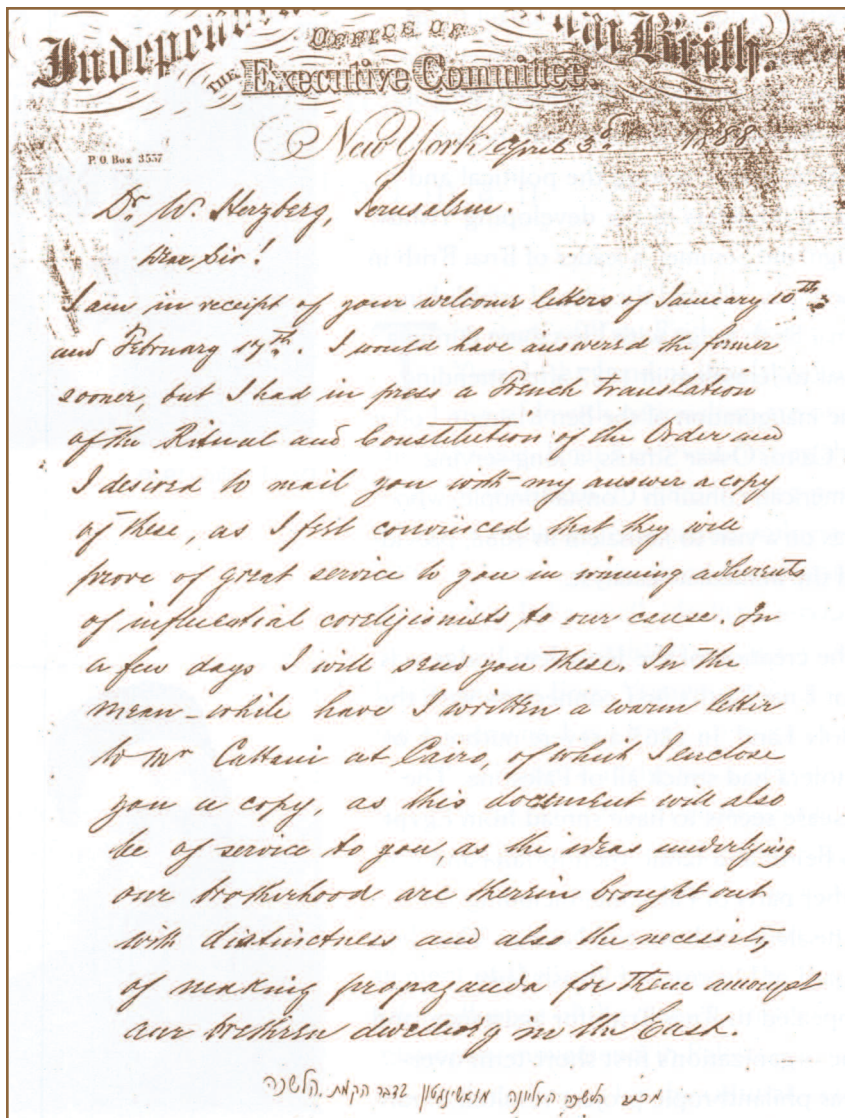 Independent
OFFICE OF
Brith.
THE Executive Committee.
New York April 3d 1888
P. O. Box 3557
Dr. W. Herzberg, Jerusalem.
Dear Sir!
I am in receipt of your welcome letters of January 10th
and February 17th. I would have answered the former
sooner, but I had in press a French translation
of the Ritual and Constitution of the Order and
I desired to mail you with my answer a copy
of these, as I felt convinced that they will
prove of great service to you in winning adherents
of influential coreligionists to our cause. In
a few days I will send you these. In the
mean-while have I written a warm letter
to Mr Cattaui at Cairo, of which I enclose
you a copy, as this document will also
be of service to you, as the ideas underlying
our brotherhood are therein brought out
with distinctness and also the necessity
of making propaganda for them amongst
our brethren dwelling in the East.
מכתב הלשכה העליונה מוואשינגטון בדבר הקמת הלשכה